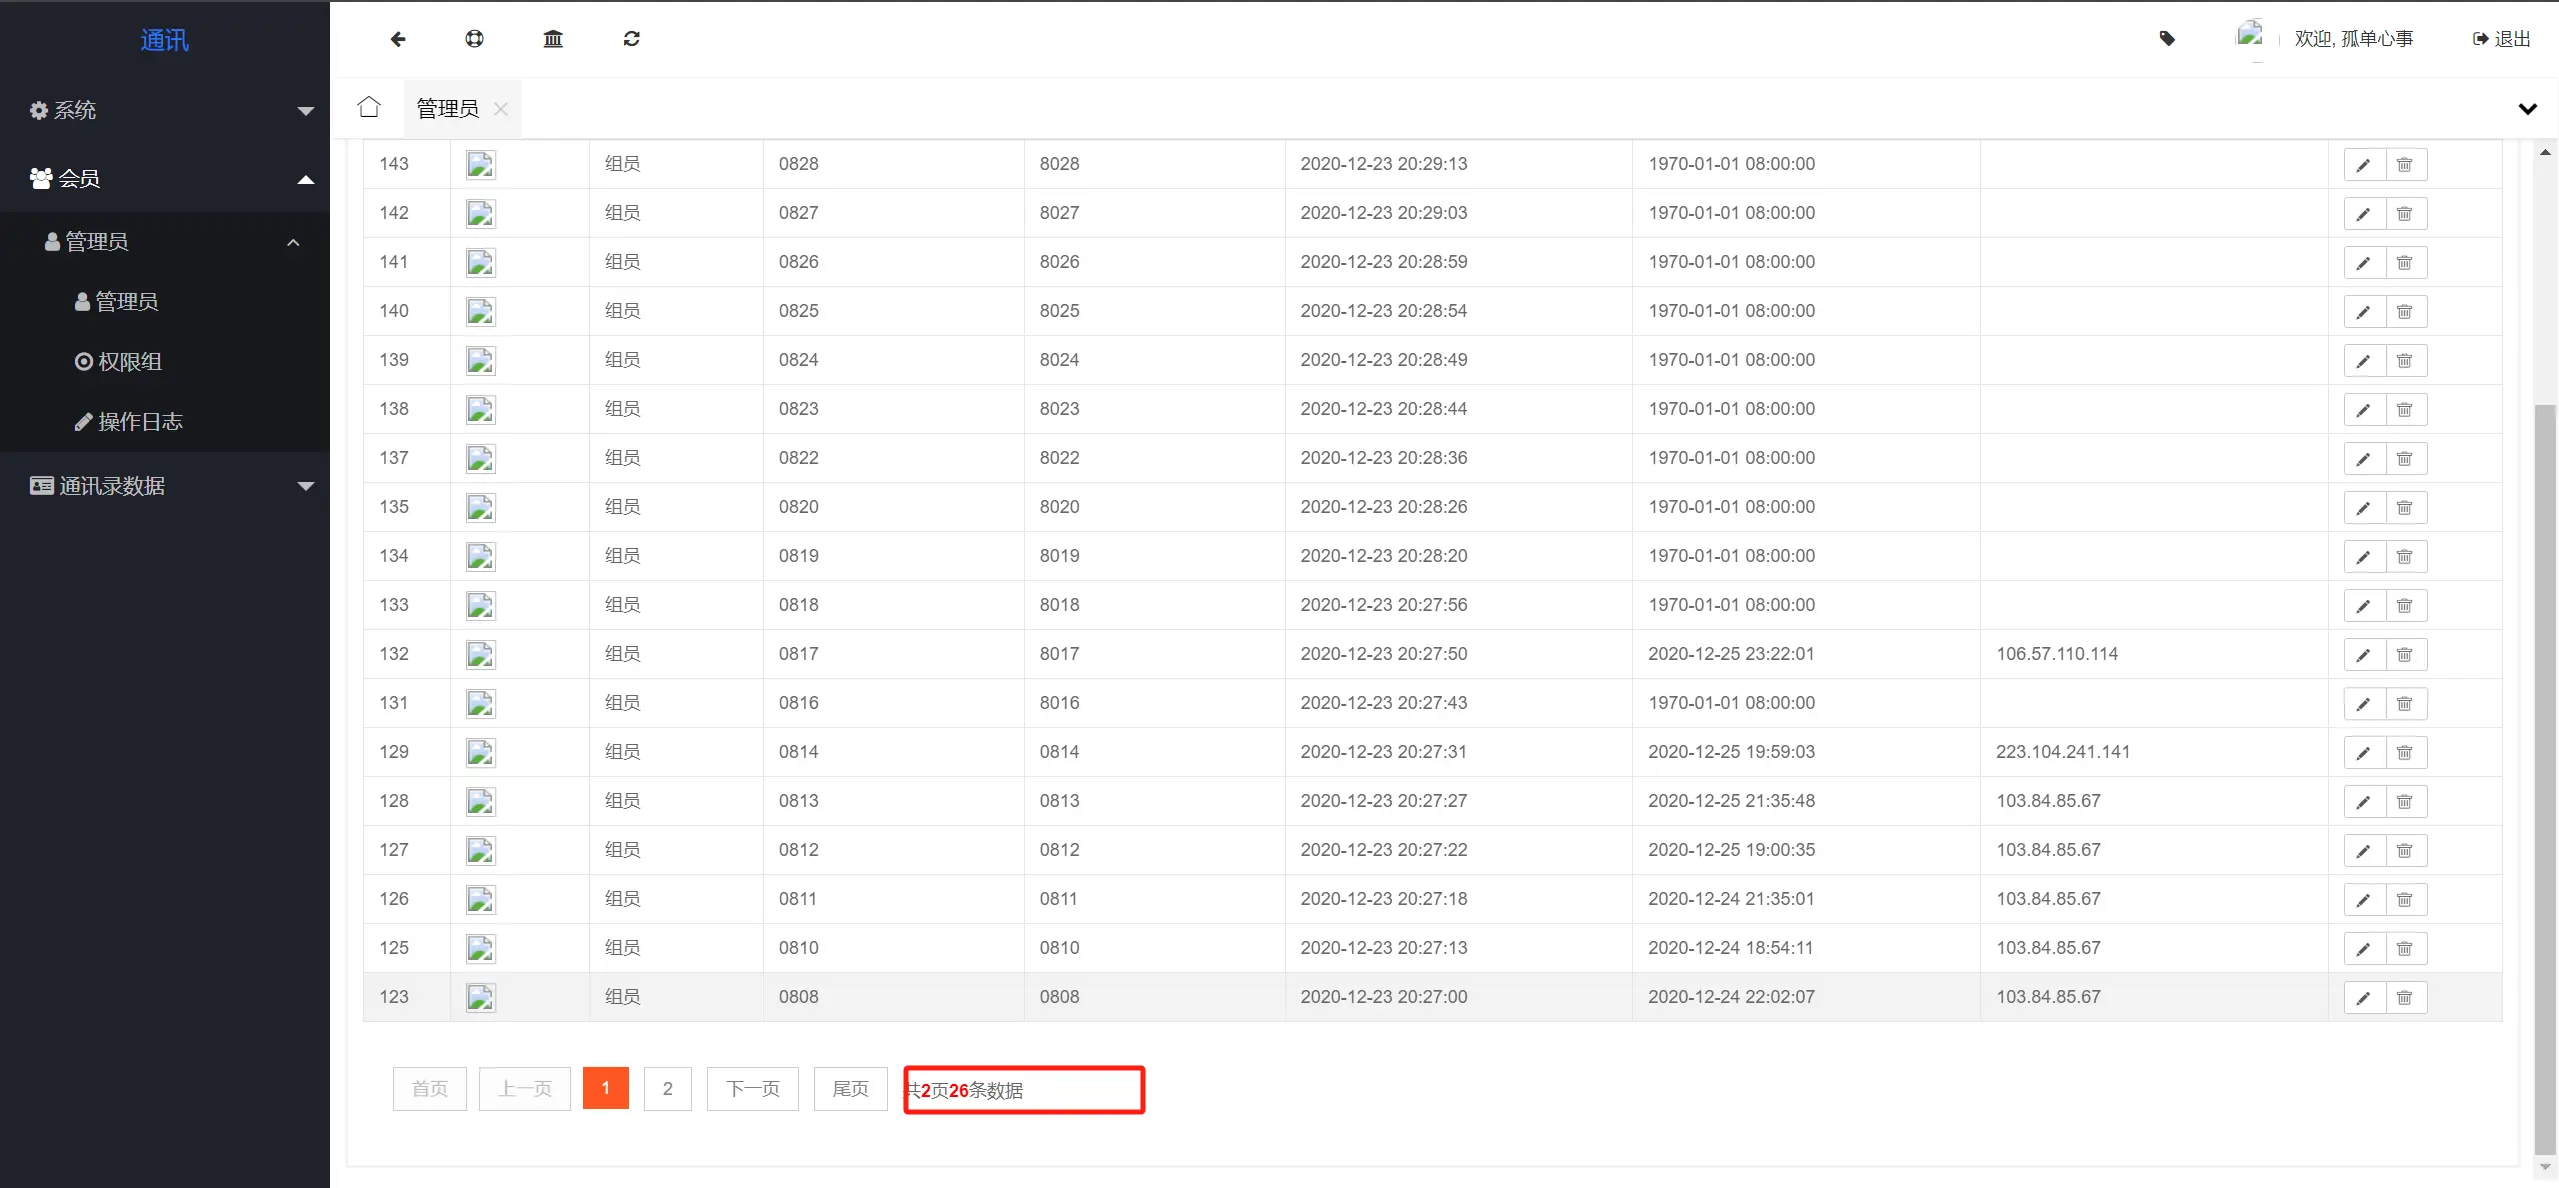 通讯
欢迎, 孤单心事 退出
系统
会员
管理员
管理员
权限组
操作日志
通讯录数据
管理员
143 组员 0828 8028 2020-12-23 20:29:13 1970-01-01 08:00:00
142 组员 0827 8027 2020-12-23 20:29:03 1970-01-01 08:00:00
141 组员 0826 8026 2020-12-23 20:28:59 1970-01-01 08:00:00
140 组员 0825 8025 2020-12-23 20:28:54 1970-01-01 08:00:00
139 组员 0824 8024 2020-12-23 20:28:49 1970-01-01 08:00:00
138 组员 0823 8023 2020-12-23 20:28:44 1970-01-01 08:00:00
137 组员 0822 8022 2020-12-23 20:28:36 1970-01-01 08:00:00
135 组员 0820 8020 2020-12-23 20:28:26 1970-01-01 08:00:00
134 组员 0819 8019 2020-12-23 20:28:20 1970-01-01 08:00:00
133 组员 0818 8018 2020-12-23 20:27:56 1970-01-01 08:00:00
132 组员 0817 8017 2020-12-23 20:27:50 2020-12-25 23:22:01 106.57.110.114
131 组员 0816 8016 2020-12-23 20:27:43 1970-01-01 08:00:00
129 组员 0814 0814 2020-12-23 20:27:31 2020-12-25 19:59:03 223.104.241.141
128 组员 0813 0813 2020-12-23 20:27:27 2020-12-25 21:35:48 103.84.85.67
127 组员 0812 0812 2020-12-23 20:27:22 2020-12-25 19:00:35 103.84.85.67
126 组员 0811 0811 2020-12-23 20:27:18 2020-12-24 21:35:01 103.84.85.67
125 组员 0810 0810 2020-12-23 20:27:13 2020-12-24 18:54:11 103.84.85.67
123 组员 0808 0808 2020-12-23 20:27:00 2020-12-24 22:02:07 103.84.85.67
首页 上一页 1 2 下一页 尾页 共2页26条数据